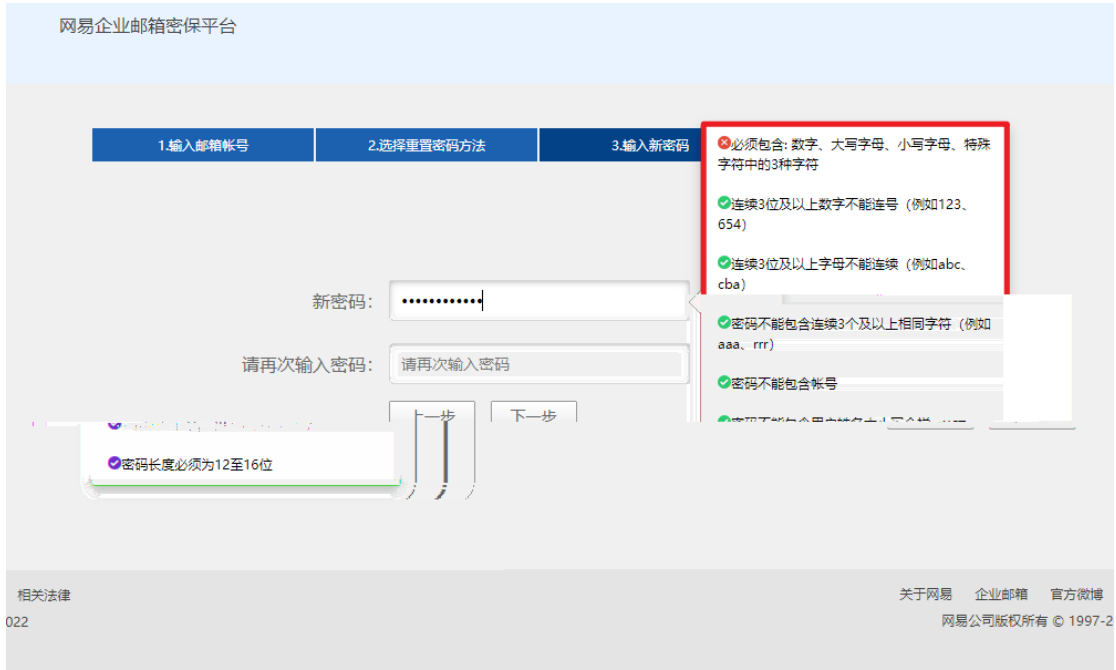 网易企业邮箱密保平台
1.输入邮箱帐号
2.选择重置密码方法
3.输入新密码
必须包含: 数字、大写字母、小写字母、特殊
字符中的3种字符
连续3位及以上数字不能连号（例如123、
654）
连续3位及以上字母不能连续（例如abc、
cba）
新密码：
密码不能包含连续3个及以上相同字符（例如
aaa、rrr）
请再次输入密码：
请再次输入密码
密码不能包含帐号
上一步
下一步
密码长度必须为12至16位
相关法律
关于网易
企业邮箱
官方微博
022
网易公司版权所有 © 1997-2